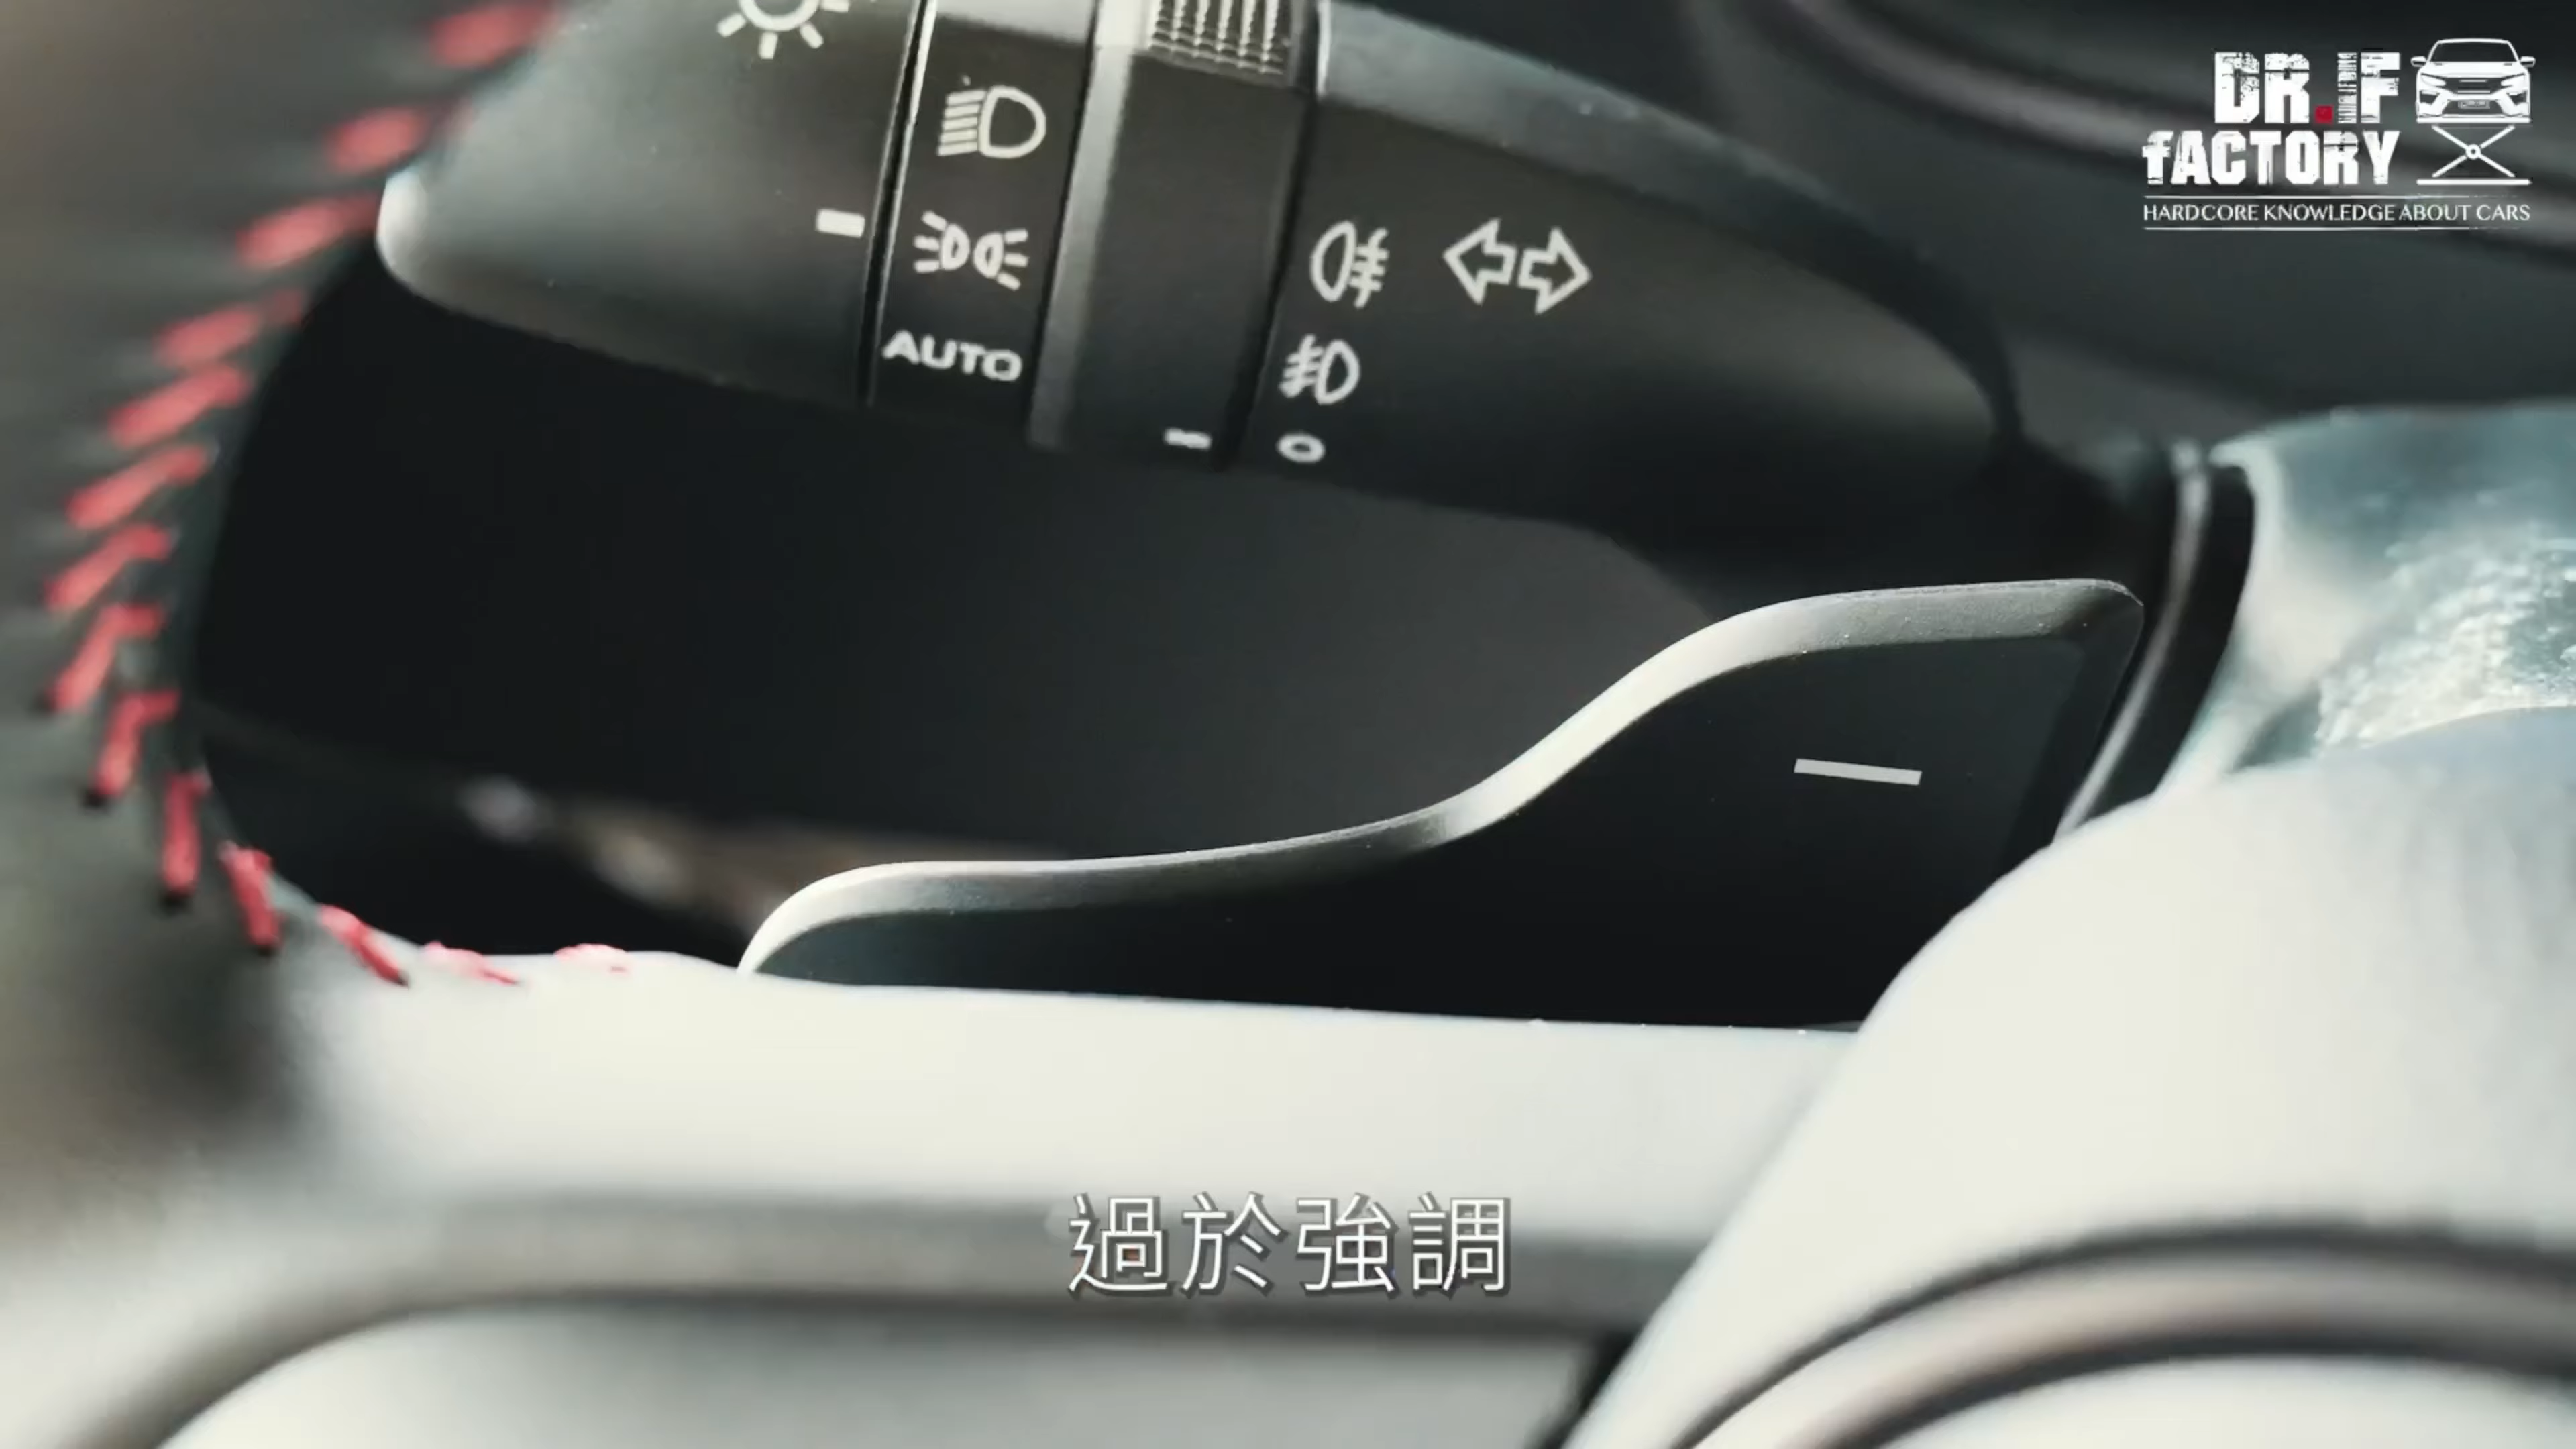 DR.IF
fACTORY
HARDCORE KNOWLEDGE ABOUT CARS
AUTO
O
過於強調